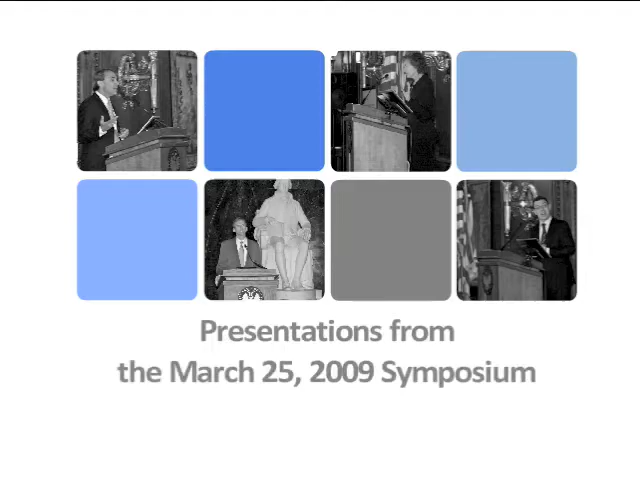 Presentations from
the March 25, 2009 Symposium